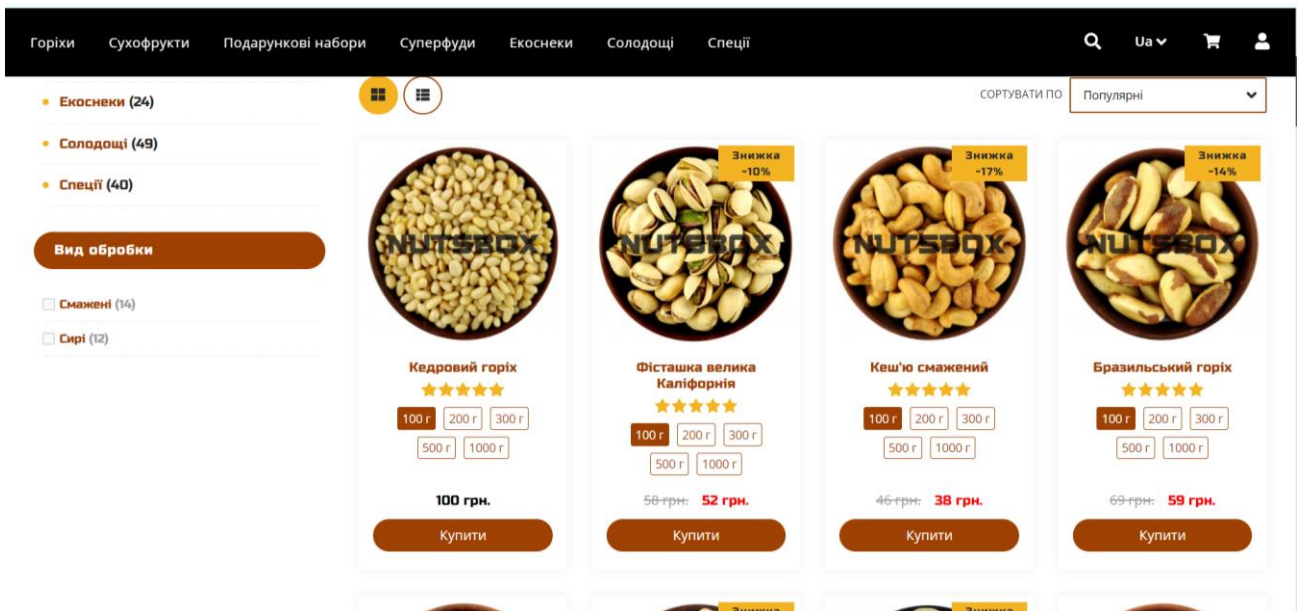 Горіхи Сухофрукти Подарункові набори Суперфуди Екоснеки Солодощі Спеції Ua
Екоснеки (24)
Солодощі (49)
Спеції (40)
Вид обробки
Смажені (14)
Сирі (12)
СОРТУВАТИ ПО Популярні
NUTSBOX
Кедровий горіх
100 г 200 г 300 г
500 г 1000 г
100 грн.
Купити
Знижка
-10%
NUTSBOX
Фісташка велика
Каліфорнія
100 г 200 г 300 г
500 г 1000 г
58 грн. 52 грн.
Купити
Знижка
-17%
NUTSBOX
Кеш'ю смажений
100 г 200 г 300 г
500 г 1000 г
46 грн. 38 грн.
Купити
Знижка
-14%
NUTSBOX
Бразильський горіх
100 г 200 г 300 г
500 г 1000 г
69 грн. 59 грн.
Купити
Знижка
Знижка